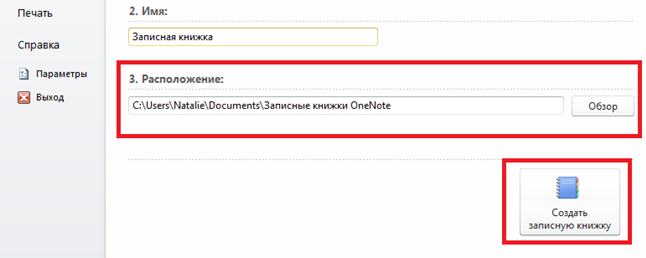 Печать
Справка
Параметры
Выход
2. Имя:
Записная книжка
3. Расположение:
C:\Users\Natalie\Documents\Записные книжки OneNote
Обзор
Создать
записную книжку